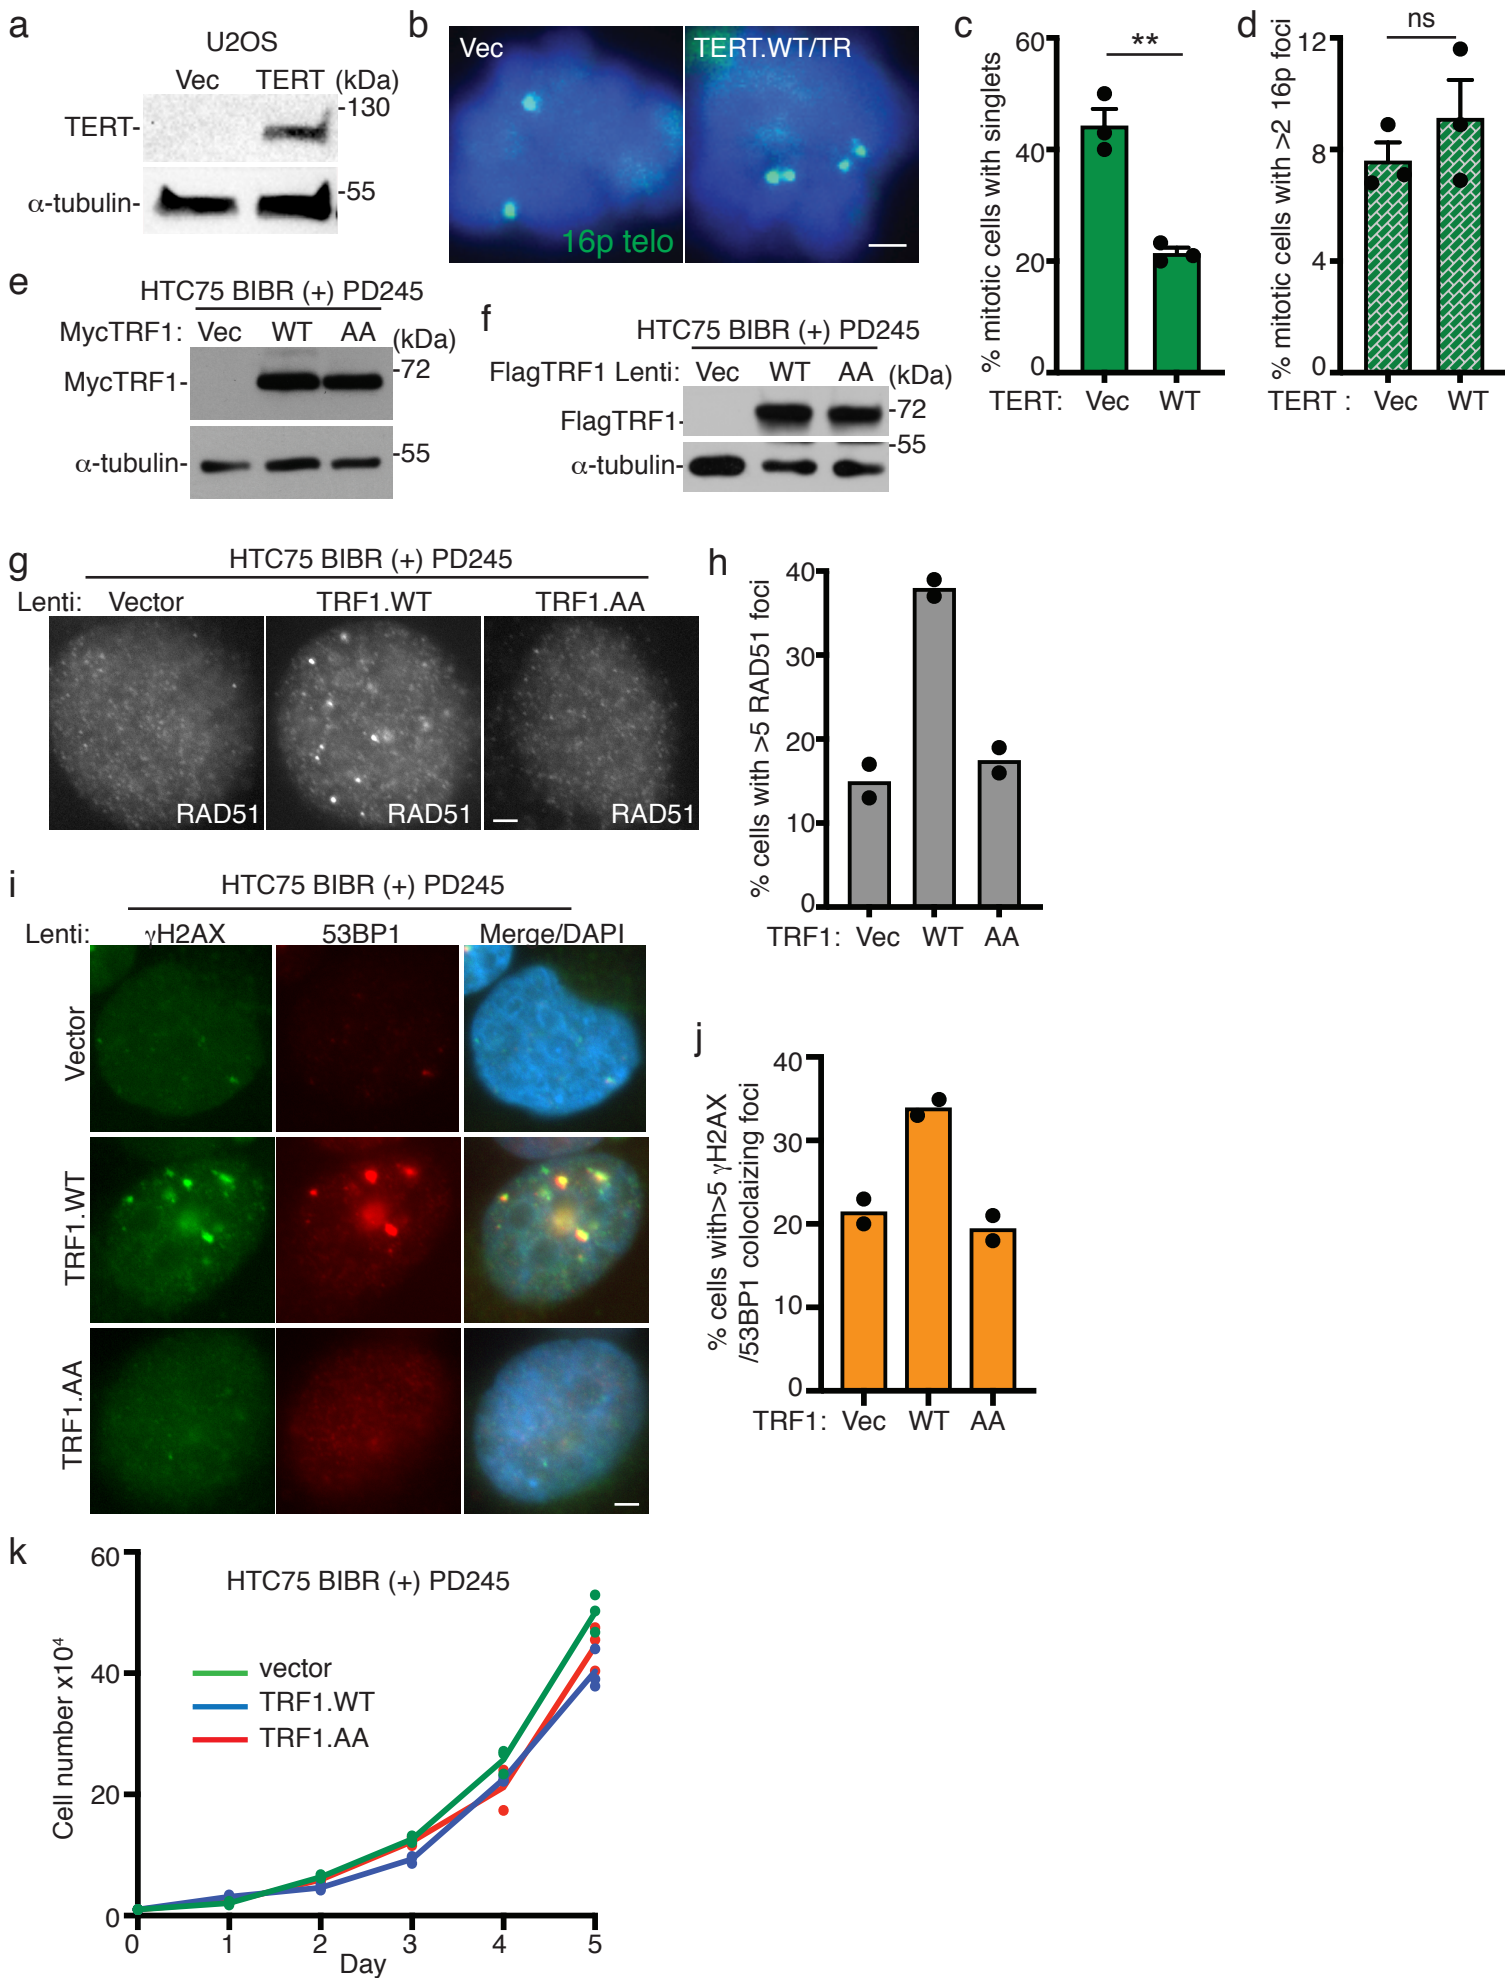 a
U2OS
Vec TERT (kDa)
-130
TERT-
-55
α-tubulin-
b
Vec
TERT.WT/TR
16p telo
c
% mitotic cells with singlets
60
40
20
0
**
TERT: Vec WT
d
% mitotic cells with >2 16p foci
12
8
4
0
ns
TERT : Vec WT
e
HTC75 BIBR (+) PD245
MycTRF1: Vec WT AA (kDa)
-72
MycTRF1-
-55
α-tubulin-
f
HTC75 BIBR (+) PD245
FlagTRF1 Lenti: Vec WT AA (kDa)
-72
FlagTRF1-
-55
α-tubulin-
g
HTC75 BIBR (+) PD245
Lenti: Vector TRF1.WT TRF1.AA
RAD51 RAD51 RAD51
h
% cells with >5 RAD51 foci
40
30
20
10
0
TRF1: Vec WT AA
i
HTC75 BIBR (+) PD245
Lenti: γH2AX 53BP1 Merge/DAPI
Vector
TRF1.WT
TRF1.AA
j
% cells with>5 γH2AX
/53BP1 coloclaizing foci
40
30
20
10
0
TRF1: Vec WT AA
k
HTC75 BIBR (+) PD245
Cell number x10⁴
60
40
20
0
vector
TRF1.WT
TRF1.AA
0 1 2 3 4 5
Day